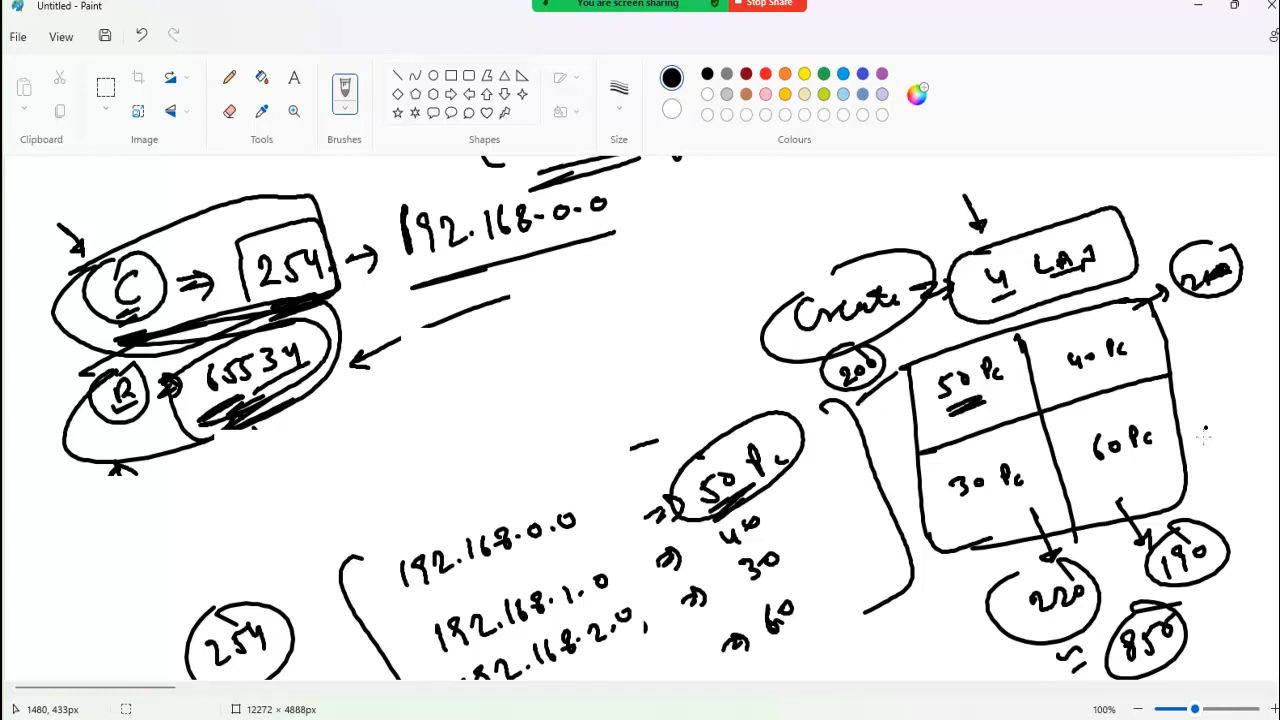 Untitled - Paint
You are screen sharing
Stop Share
File View
Clipboard
Image
Tools
Brushes
Shapes
Size
Colours
C ⇒ 254 → 192.168.0.0
B ⇒ 65534
Create → 4 LAN
200
50 Pc
40 Pc
30 Pc
60 Pc
220
190
≈ 850
192.168.0.0 ⇒ 50 Pc
192.168.1.0 ⇒ 40
192.168.2.0, ⇒ 30
⇒ 60
254
1480, 433px
12272 × 4888px
100%